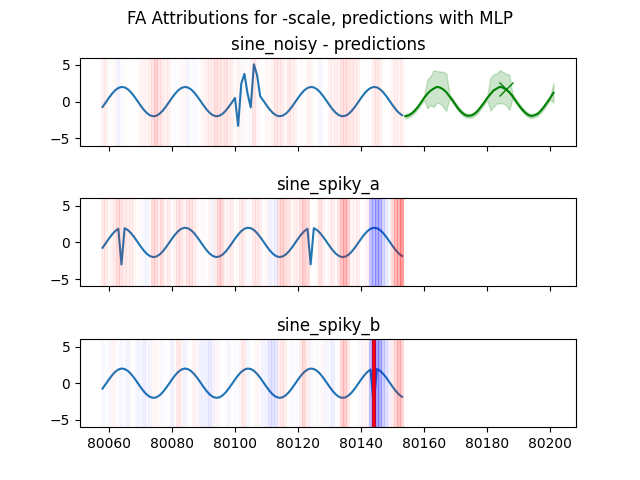 FA Attributions for -scale, predictions with MLP
sine_noisy - predictions
5
0
−5
sine_spiky_a
5
0
−5
sine_spiky_b
5
0
−5
80060 80080 80100 80120 80140 80160 80180 80200